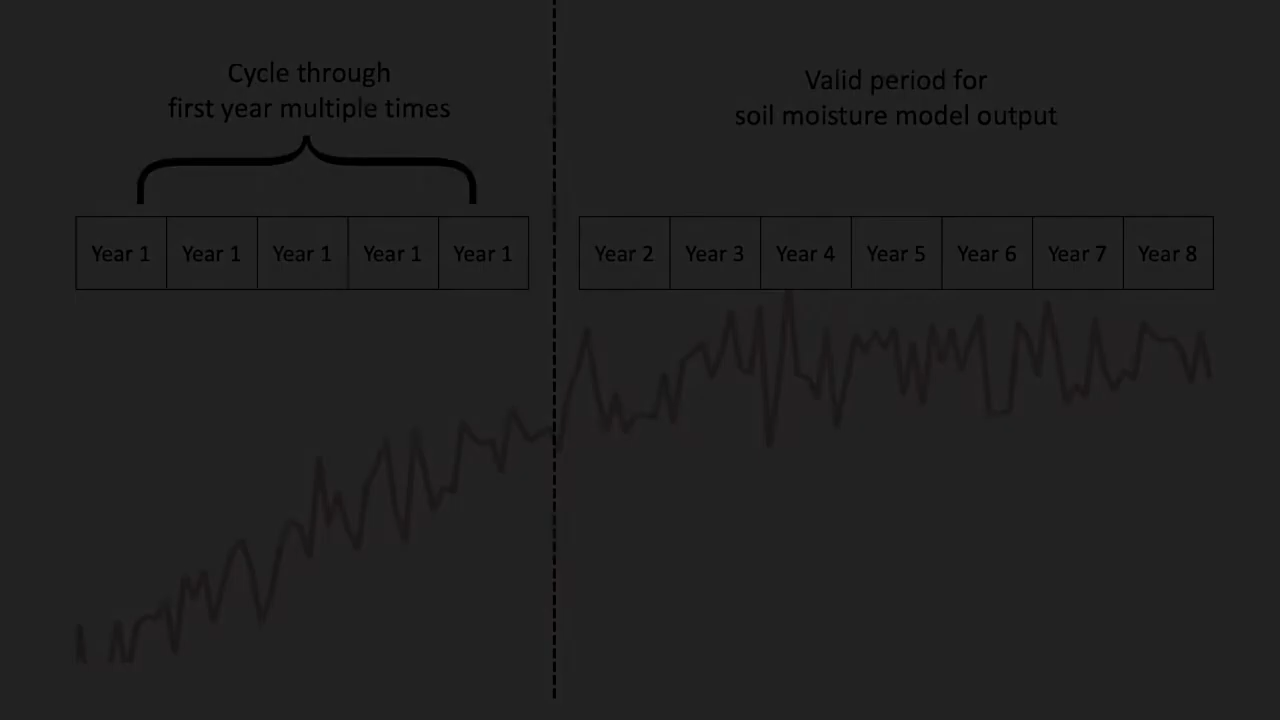 Cycle through
first year multiple times
Valid period for
soil moisture model output
Year 1 Year 1 Year 1 Year 1 Year 1 Year 2 Year 3 Year 4 Year 5 Year 6 Year 7 Year 8